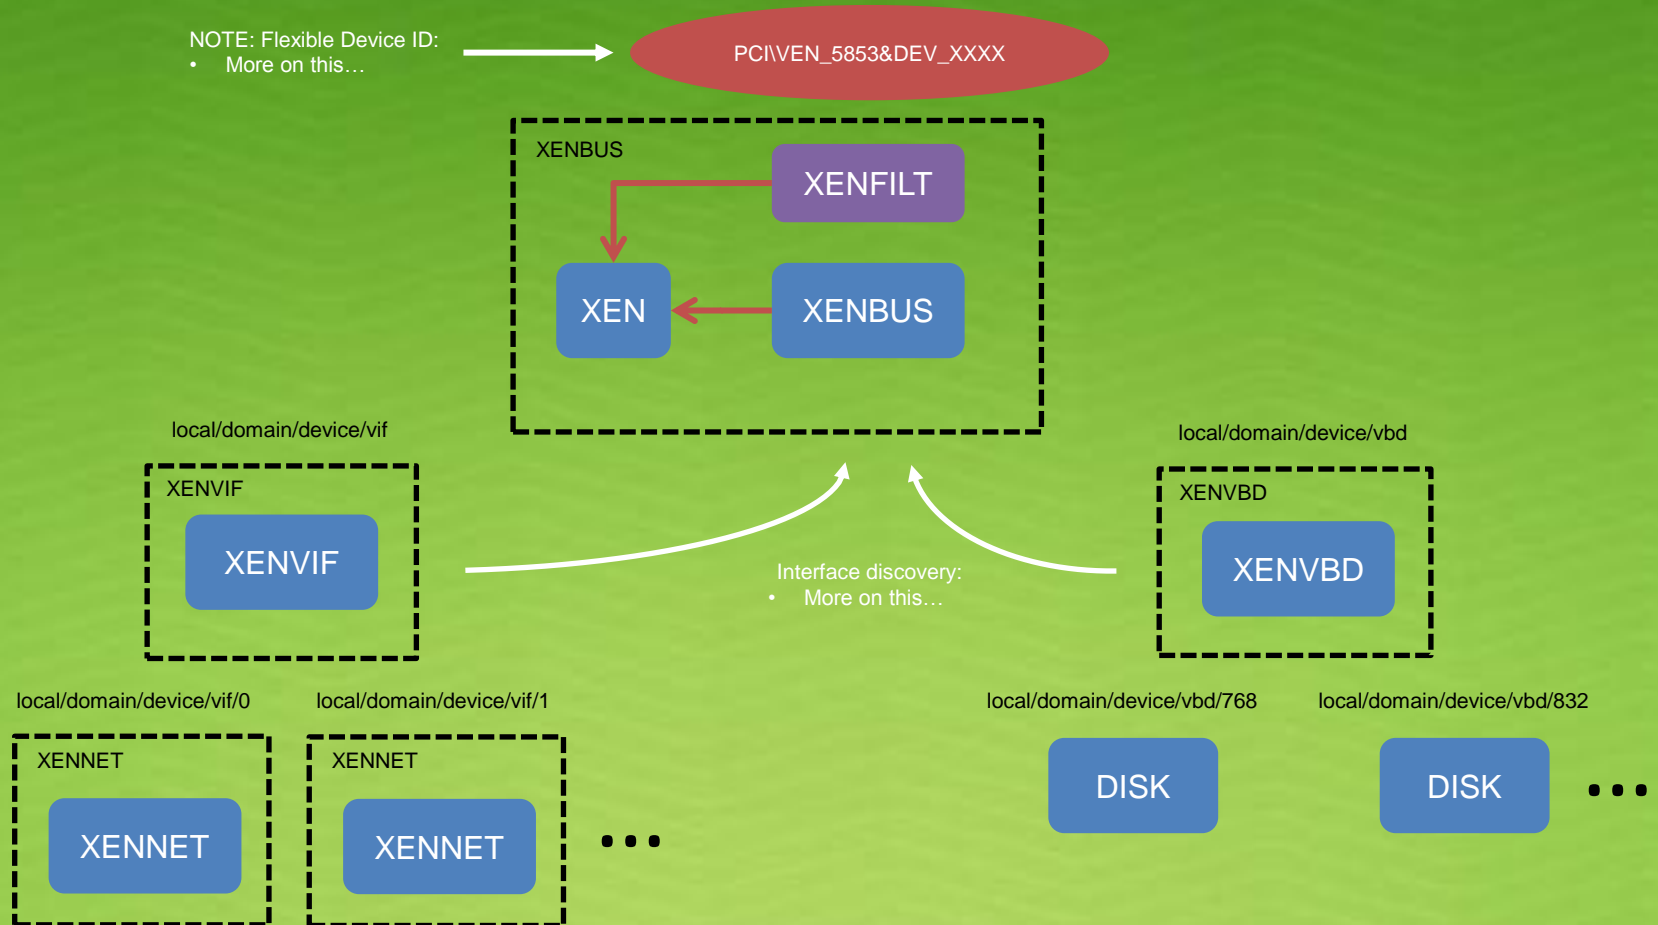 NOTE: Flexible Device ID:
• More on this…
PCI\VEN_5853&DEV_XXXX
XENBUS
XENFILT
XEN
XENBUS
local/domain/device/vif
XENVIF
XENVIF
local/domain/device/vbd
XENVBD
XENVBD
Interface discovery:
• More on this…
local/domain/device/vif/0
XENNET
XENNET
local/domain/device/vif/1
XENNET
XENNET
...
local/domain/device/vbd/768
DISK
local/domain/device/vbd/832
DISK
...